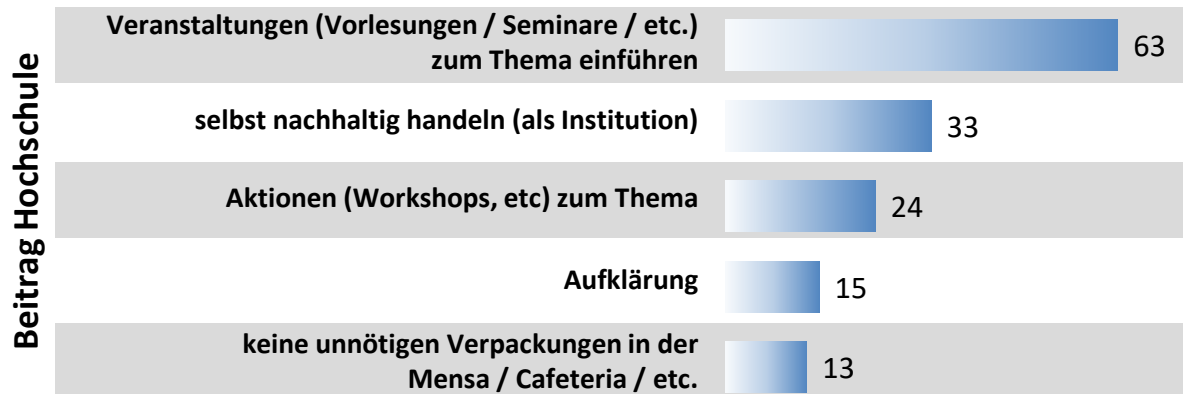 Beitrag Hochschule
Veranstaltungen (Vorlesungen / Seminare / etc.)
zum Thema einführen
63
selbst nachhaltig handeln (als Institution)
33
Aktionen (Workshops, etc) zum Thema
24
Aufklärung
15
keine unnötigen Verpackungen in der
Mensa / Cafeteria / etc.
13